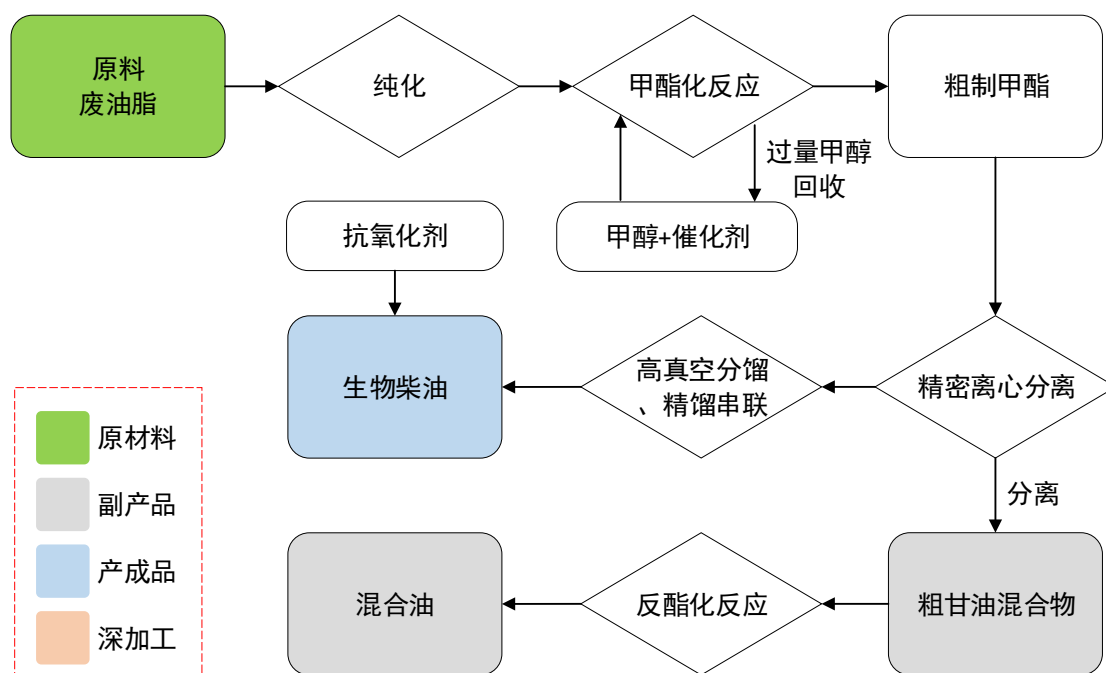 原料
废油脂
纯化
甲酯化反应
粗制甲酯
过量甲醇
回收
抗氧化剂
甲醇+催化剂
生物柴油
高真空分馏
、精馏串联
精密离心分离
分离
混合油
反酯化反应
粗甘油混合物
原材料
副产品
产成品
深加工